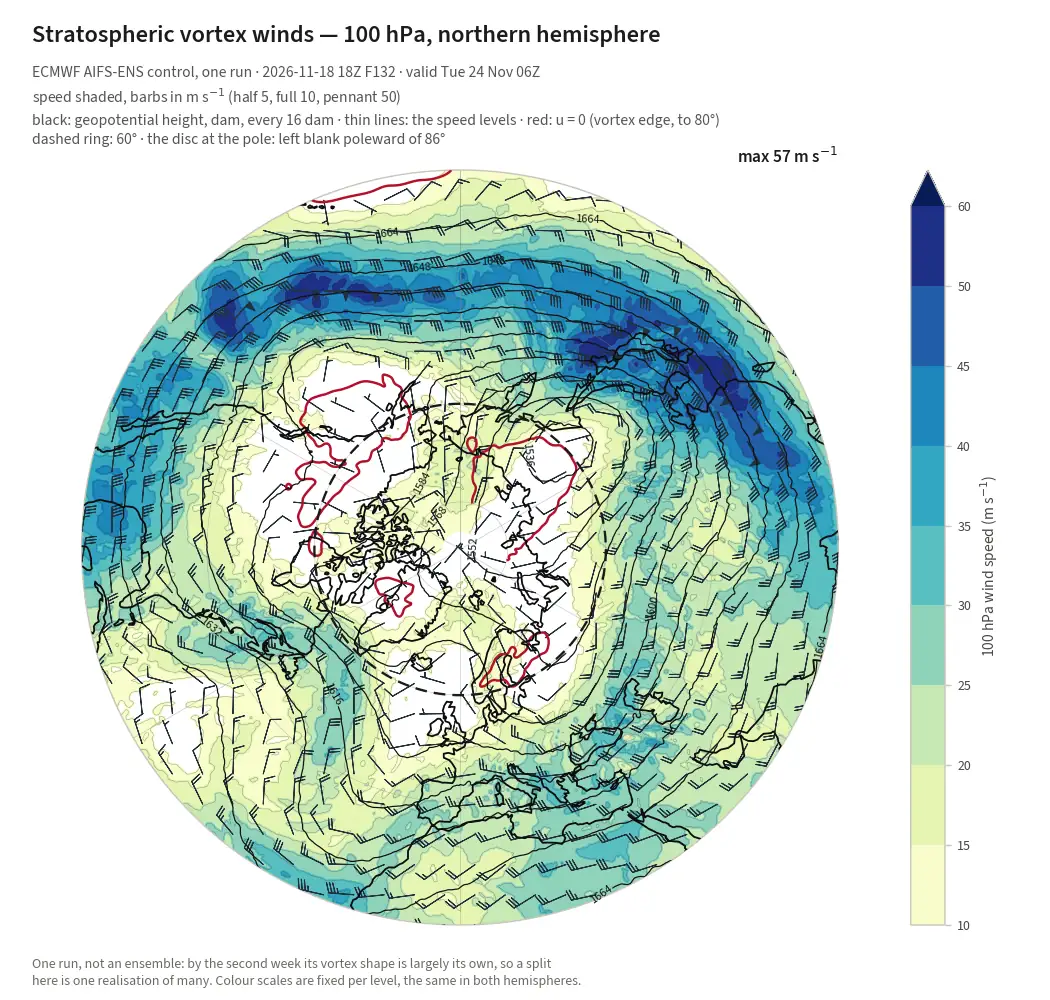 Stratospheric vortex winds — 100 hPa, northern hemisphere
ECMWF AIFS-ENS control, one run · 2026-11-18 18Z F132 · valid Tue 24 Nov 06Z
speed shaded, barbs in m s⁻¹ (half 5, full 10, pennant 50)
black: geopotential height, dam, every 16 dam · thin lines: the speed levels · red: u = 0 (vortex edge, to 80°)
dashed ring: 60° · the disc at the pole: left blank poleward of 86°
max 57 m s⁻¹
1664
1664
1648
1536
1584
1568
1552
1600
1632
1616
1664
1664
60
50
45
40
35
30
25
20
15
10
100 hPa wind speed (m s⁻¹)
One run, not an ensemble: by the second week its vortex shape is largely its own, so a split
here is one realisation of many. Colour scales are fixed per level, the same in both hemispheres.